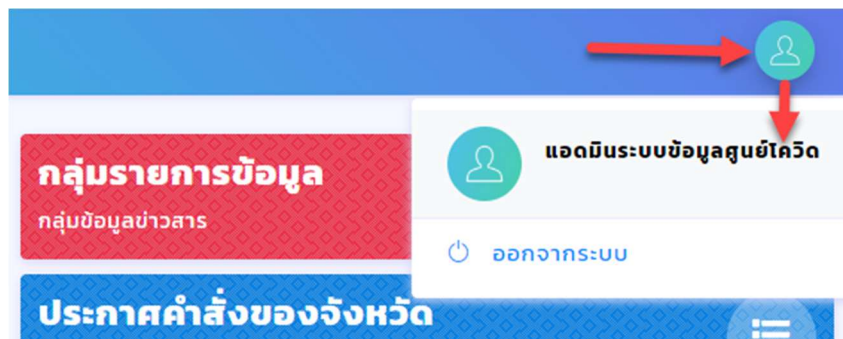 แอดมินระบบข้อมูลศูนย์โควิด
ออกจากระบบ
กลุ่มรายการข้อมูล
กลุ่มข้อมูลข่าวสาร
ประกาศคำสั่งของจังหวัด